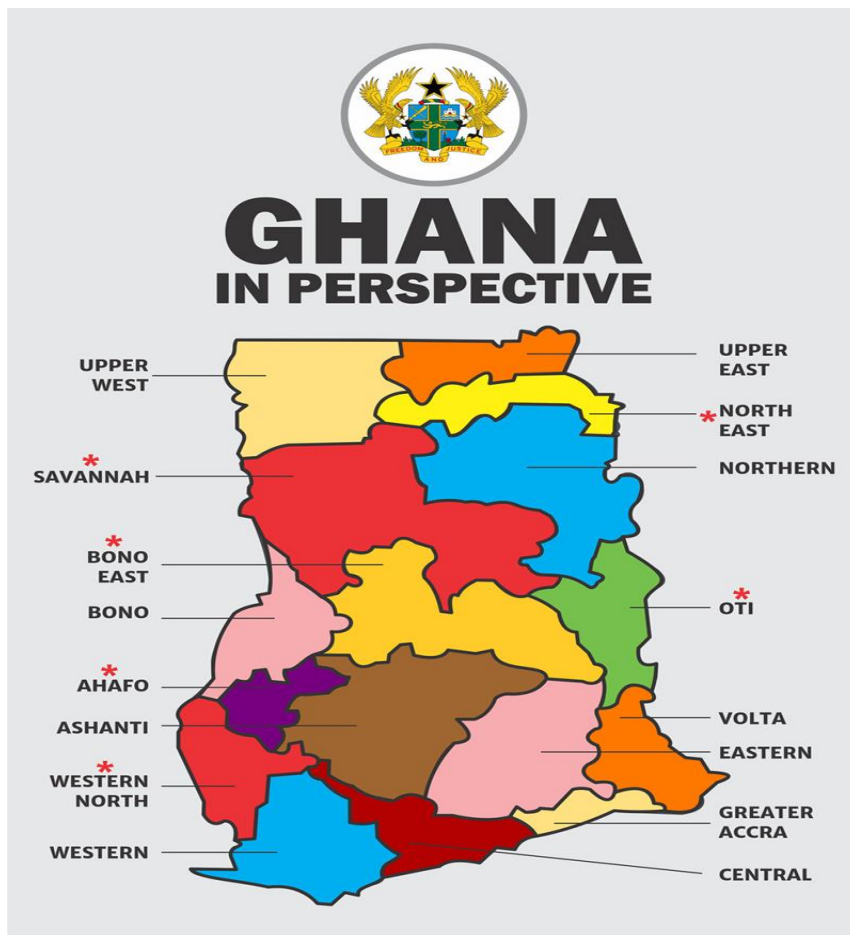 FREEDOM AND JUSTICE
GHANA
IN PERSPECTIVE
UPPER
WEST
* SAVANNAH
* BONO
EAST
BONO
* AHAFO
ASHANTI
* WESTERN
NORTH
WESTERN
UPPER
EAST
* NORTH
EAST
NORTHERN
* OTI
VOLTA
EASTERN
GREATER
ACCRA
CENTRAL